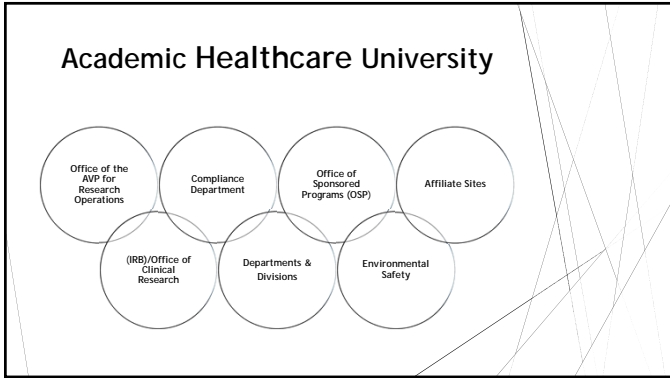 Academic Healthcare University
Office of the
AVP for
Research
Operations
Compliance
Department
Office of
Sponsored
Programs (OSP)
Affiliate Sites
(IRB)/Office of
Clinical
Research
Departments &
Divisions
Environmental
Safety